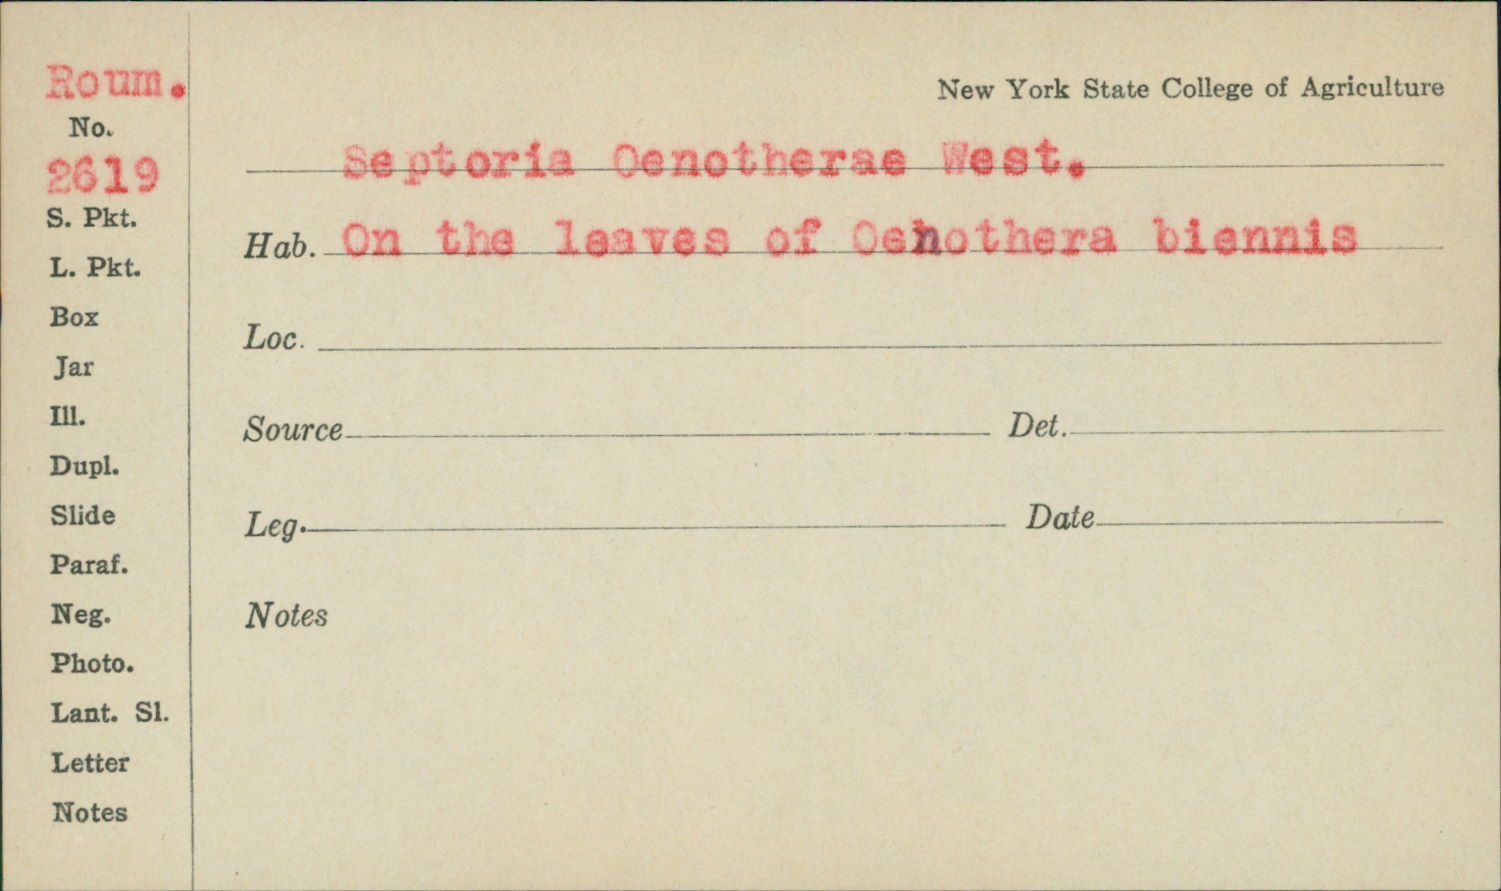 Roum.
No.
2619
S. Pkt.
L. Pkt.
Box
Jar
Ill.
Dupl.
Slide
Paraf.
Neg.
Photo.
Lant. Sl.
Letter
Notes
New York State College of Agriculture
Septoria Oenotherae West.
Hab. On the leaves of Oenothera biennis
Loc.
Source Det.
Leg. Date
Notes